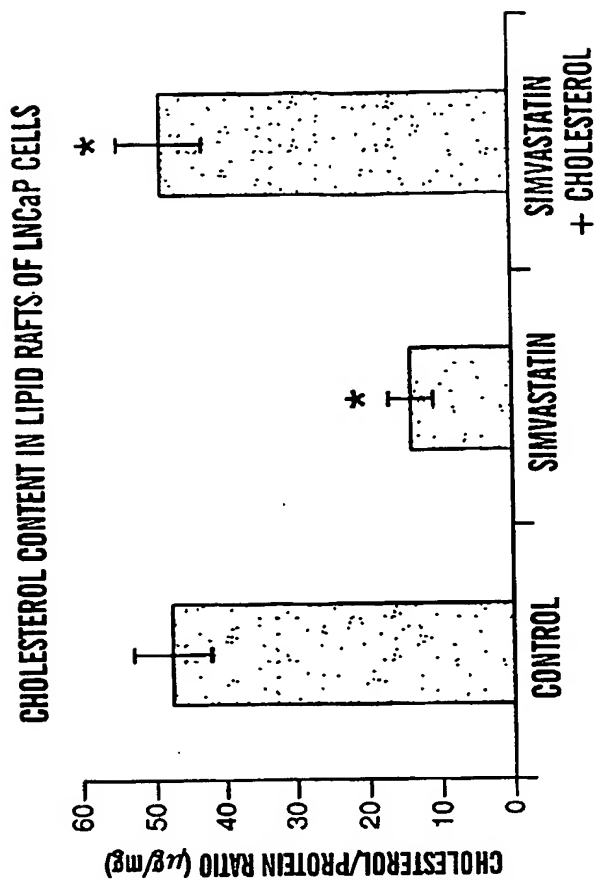 CHOLESTEROL CONTENT IN LIPID RAFTS OF LNCaP CELLS
CHOLESTEROL/PROTEIN RATIO (µg/mg)
60
50
40
30
20
10
0
*
*
CONTROL
SIMVASTATIN
SIMVASTATIN
+ CHOLESTEROL